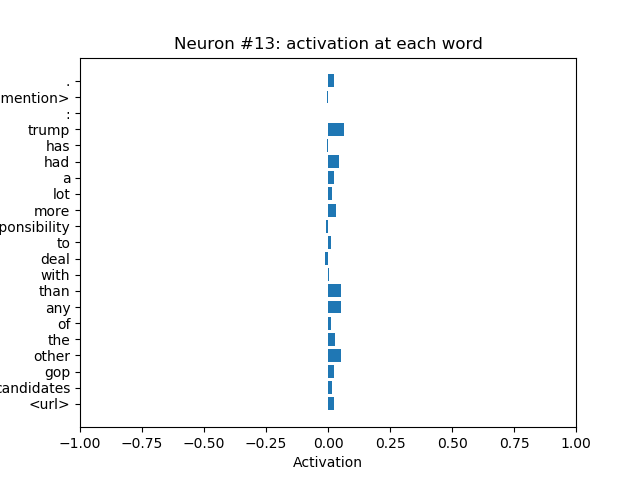 Neuron #13: activation at each word
.
mention>
:
trump
has
had
a
lot
more
ponsibility
to
deal
with
than
any
of
the
other
gop
candidates
<url>
−1.00 −0.75 −0.50 −0.25 0.00 0.25 0.50 0.75 1.00
Activation